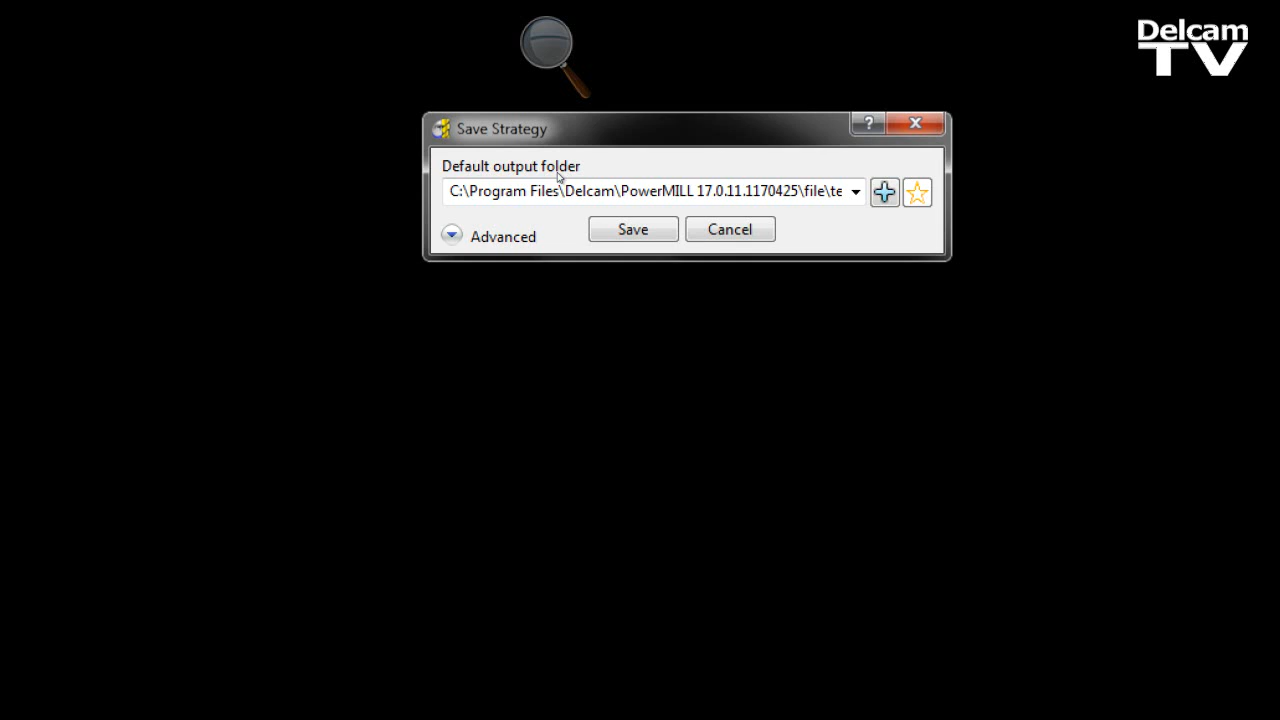 Delcam
TV
Save Strategy
?
Default output folder
C:\Program Files\Delcam\PowerMILL 17.0.11.1170425\file\te
Advanced
Save
Cancel